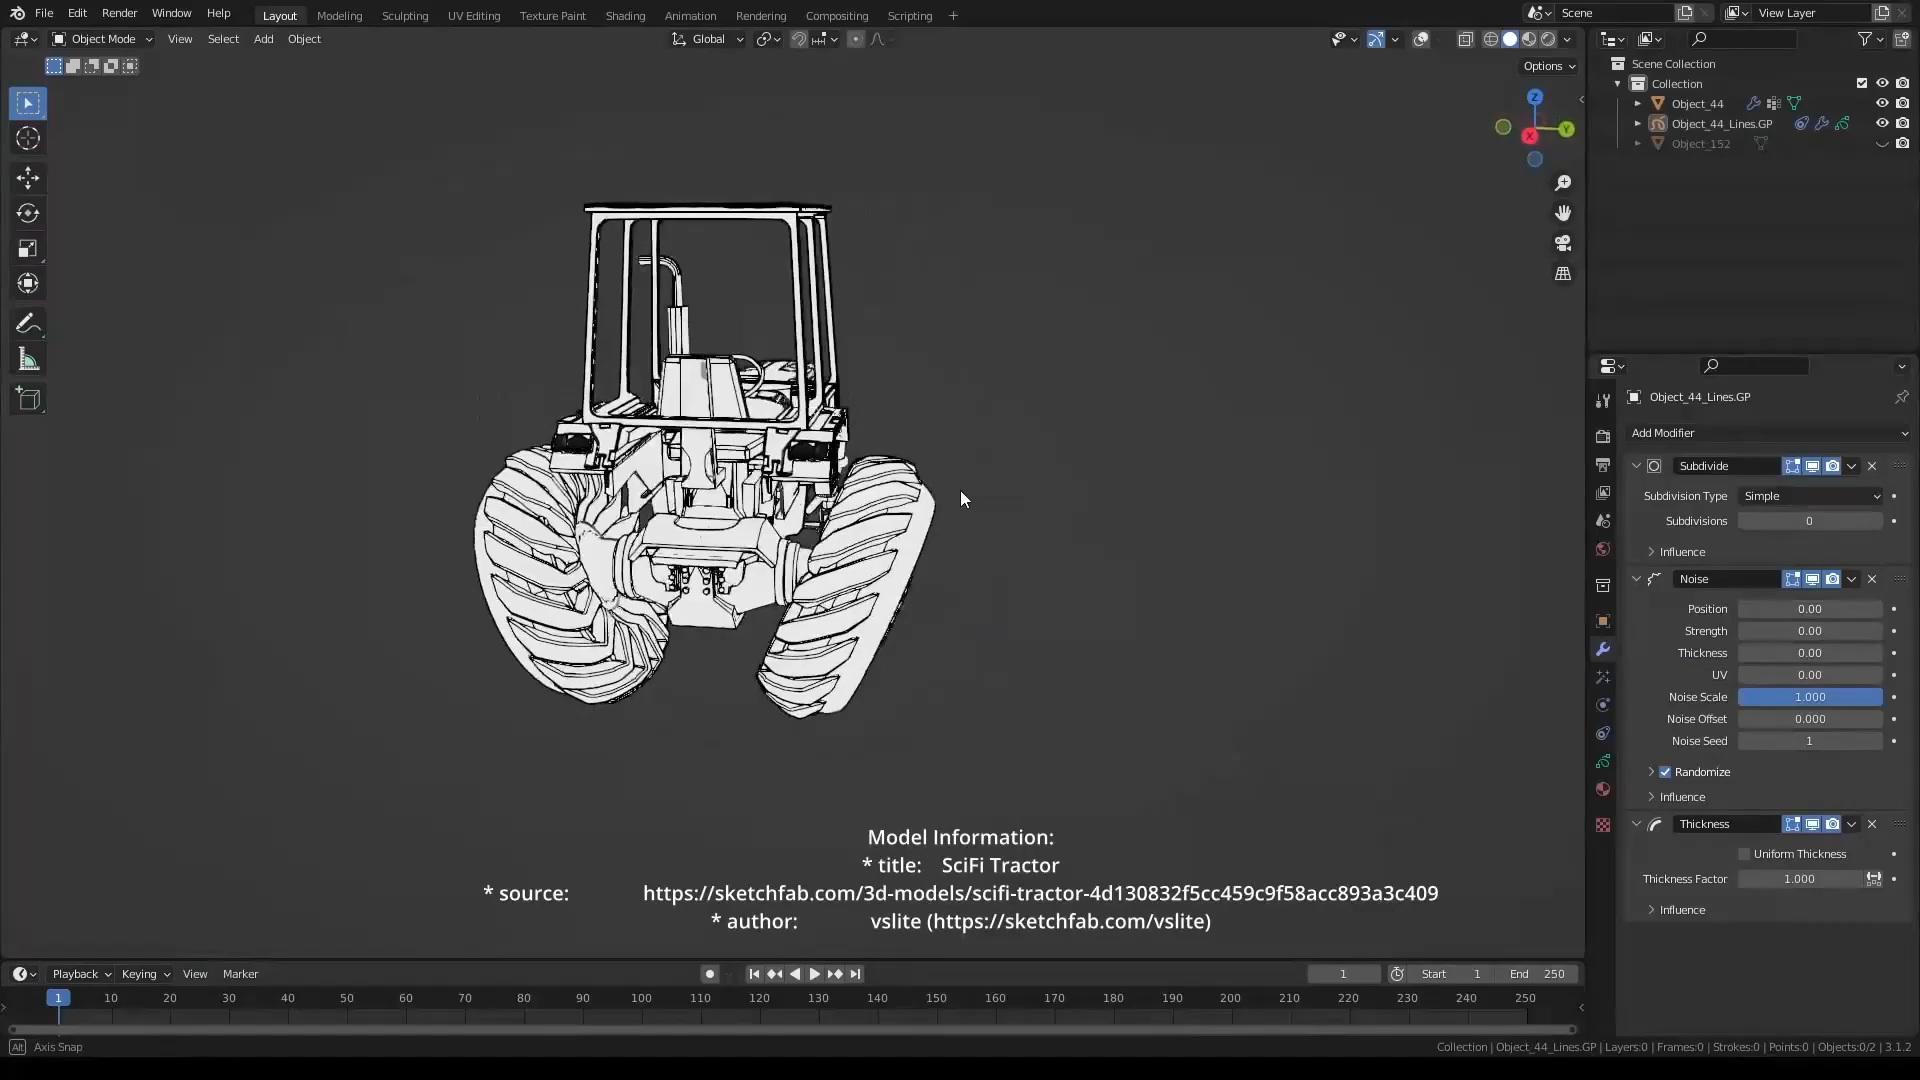 File Edit Render Window Help Layout Modeling Sculpting UV Editing Texture Paint Shading Animation Rendering Compositing Scripting + Scene View Layer
Object Mode View Select Add Object Global
Options
Scene Collection
Collection
Object_44
Object_44_Lines.GP
Object_152
Z
Y
X
Object_44_Lines.GP
Add Modifier
Subdivide
Subdivision Type Simple
Subdivisions 0
Influence
Noise
Position 0.00
Strength 0.00
Thickness 0.00
UV 0.00
Noise Scale 1.000
Noise Offset 0.000
Noise Seed 1
Randomize
Influence
Thickness
Uniform Thickness
Thickness Factor 1.000
Influence
Model Information:
* title: SciFi Tractor
* source: https://sketchfab.com/3d-models/scifi-tractor-4d130832f5cc459c9f58acc893a3c409
* author: vslite (https://sketchfab.com/vslite)
Playback Keying View Marker 1 Start 1 End 250
1 10 20 30 40 50 60 70 80 90 100 110 120 130 140 150 160 170 180 190 200 210 220 230 240 250
Alt Axis Snap Collection | Object_44_Lines.GP | Layers:0 | Frames:0 | Strokes:0 | Points:0 | Objects:0/2 | 3.1.2